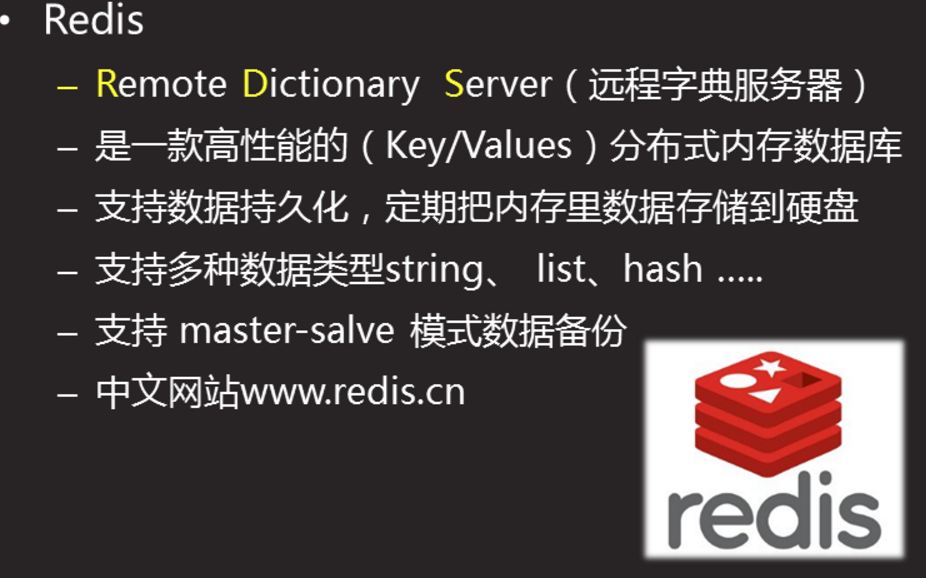 • Redis
– Remote Dictionary Server（远程字典服务器）
– 是一款高性能的（Key/Values）分布式内存数据库
– 支持数据持久化，定期把内存里数据存储到硬盘
– 支持多种数据类型string、 list、hash …..
– 支持 master-salve 模式数据备份
– 中文网站www.redis.cn
redis